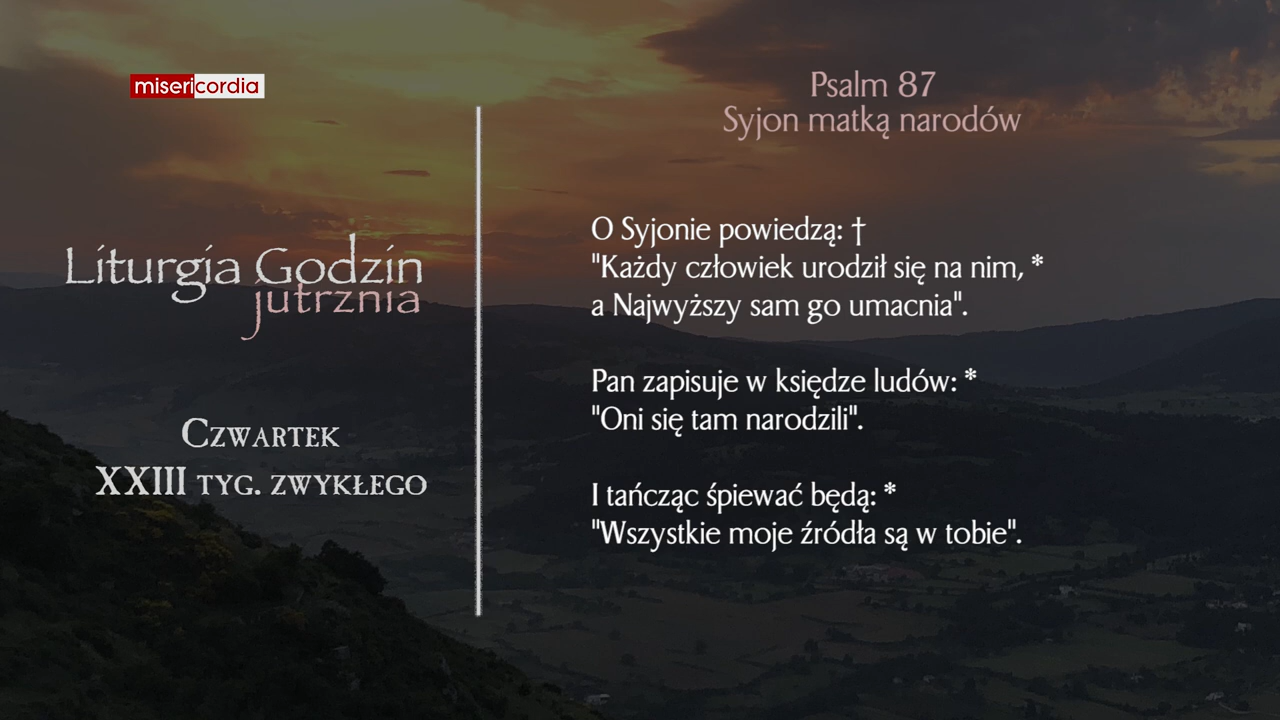 misericordia
Liturgia Godzin
jutrznia
Czwartek
XXIII tyg. zwykłego
Psalm 87
Syjon matką narodów
O Syjonie powiedzą: †
"Każdy człowiek urodził się na nim, *
a Najwyższy sam go umacnia".
Pan zapisuje w księdze ludów: *
"Oni się tam narodzili".
I tańcząc śpiewać będą: *
"Wszystkie moje źródła są w tobie".